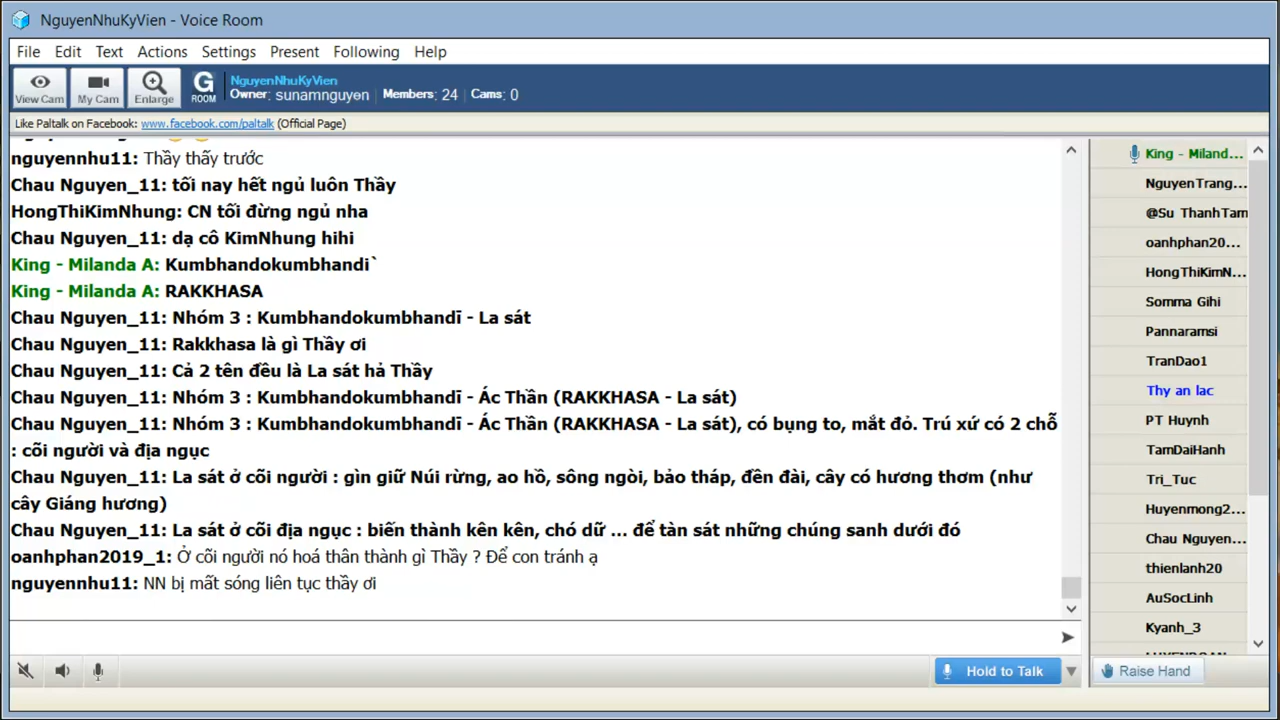 NguyenNhuKyVien - Voice Room
File Edit Text Actions Settings Present Following Help
View Cam My Cam Enlarge G ROOM
NguyenNhuKyVien
Owner: sunamnguyen Members: 24 Cams: 0
Like Paltalk on Facebook: www.facebook.com/paltalk (Official Page)
nguyennhu11: Thầy thấy trước
Chau Nguyen_11: tối nay hết ngủ luôn Thầy
HongThiKimNhung: CN tối đừng ngủ nha
Chau Nguyen_11: dạ cô KimNhung hihi
King - Milanda A: Kumbhandokumbhandi`
King - Milanda A: RAKKHASA
Chau Nguyen_11: Nhóm 3 : Kumbhandokumbhandī - La sát
Chau Nguyen_11: Rakkhasa là gì Thầy ơi
Chau Nguyen_11: Cả 2 tên đều là La sát hả Thầy
Chau Nguyen_11: Nhóm 3 : Kumbhandokumbhandī - Ác Thần (RAKKHASA - La sát)
Chau Nguyen_11: Nhóm 3 : Kumbhandokumbhandī - Ác Thần (RAKKHASA - La sát), có bụng to, mắt đỏ. Trú xứ có 2 chỗ
: cõi người và địa ngục
Chau Nguyen_11: La sát ở cõi người : gìn giữ Núi rừng, ao hồ, sông ngòi, bảo tháp, đền đài, cây có hương thơm (như
cây Giáng hương)
Chau Nguyen_11: La sát ở cõi địa ngục : biến thành kên kên, chó dữ ... để tàn sát những chúng sanh dưới đó
oanhphan2019_1: Ở cõi người nó hoá thân thành gì Thầy ? Để con tránh ạ
nguyennhu11: NN bị mất sóng liên tục thầy ơi
King - Miland...
NguyenTrang...
@Su ThanhTam
oanhphan20...
HongThiKimN...
Somma Gihi
Pannaramsi
TranDao1
Thy an lac
PT Huynh
TamDaiHanh
Tri_Tuc
Huyenmong2...
Chau Nguyen...
thienlanh20
AuSocLinh
Kyanh_3
Hold to Talk
Raise Hand